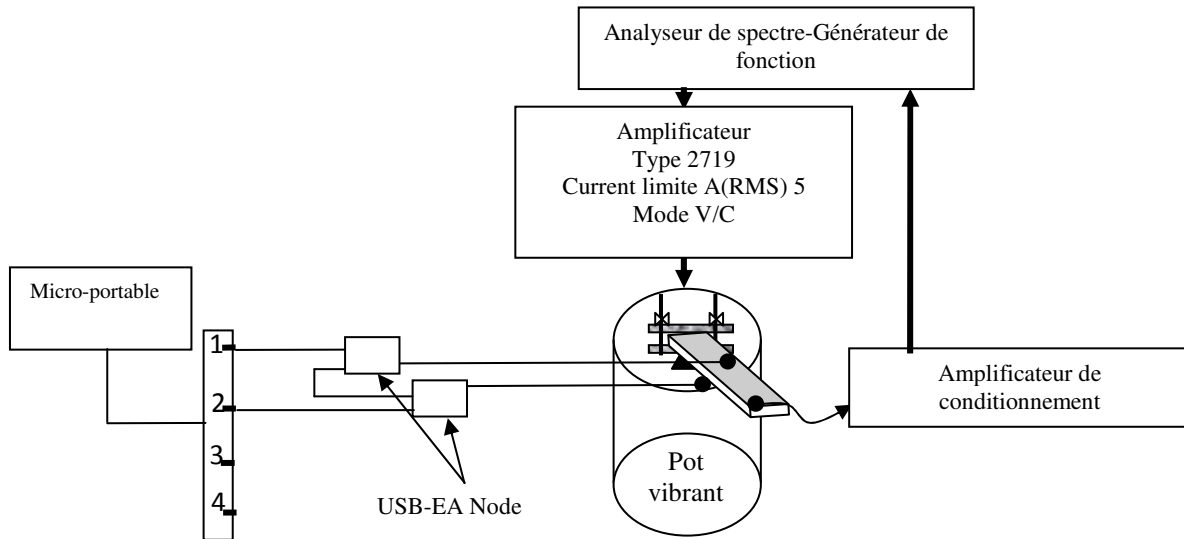 Analyseur de spectre-Générateur de
fonction
Amplificateur
Type 2719
Current limite A(RMS) 5
Mode V/C
Micro-portable
1
2
3
4
USB-EA Node
Pot
vibrant
Amplificateur de
conditionnement